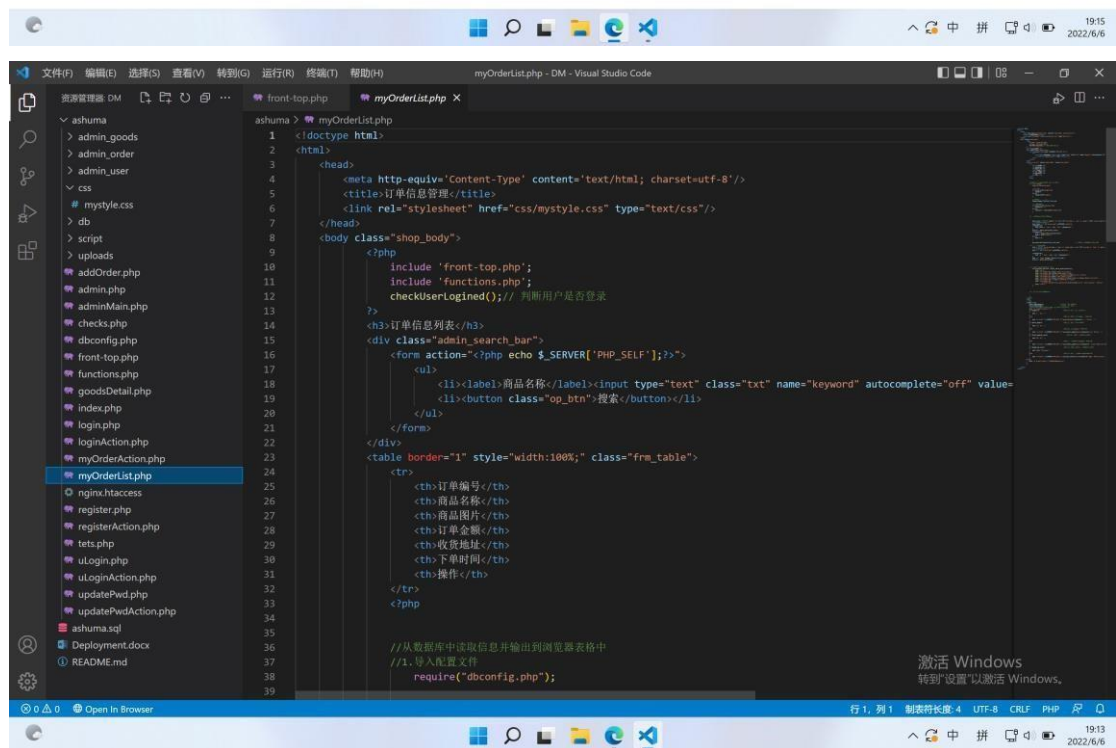 中 拼 19:15
2022/6/6
文件(F) 编辑(E) 选择(S) 查看(V) 转到(G) 运行(R) 终端(T) 帮助(H) myOrderList.php - DM - Visual Studio Code
资源管理器: DM
front-top.php myOrderList.php
ashuma
admin_goods
admin_order
admin_user
css
# mystyle.css
db
script
uploads
addOrder.php
admin.php
adminMain.php
checks.php
dbconfig.php
front-top.php
functions.php
goodsDetail.php
index.php
login.php
loginAction.php
myOrderAction.php
myOrderList.php
nginx.htaccess
register.php
registerAction.php
tets.php
uLogin.php
uLoginAction.php
updatePwd.php
updatePwdAction.php
ashuma.sql
Deployment.docx
README.md
ashuma > myOrderList.php
1 <!doctype html>
2 <html>
3 <head>
4 <meta http-equiv='Content-Type' content='text/html; charset=utf-8'/>
5 <title>订单信息管理</title>
6 <link rel="stylesheet" href="css/mystyle.css" type="text/css"/>
7 </head>
8 <body class="shop_body">
9 <?php
10 include 'front-top.php';
11 include 'functions.php';
12 checkUserLogined();// 判断用户是否登录
13 ?>
14 <h3>订单信息列表</h3>
15 <div class="admin_search_bar">
16 <form action="<?php echo $_SERVER['PHP_SELF'];?>">
17 <ul>
18 <li><label>商品名称</label><input type="text" class="txt" name="keyword" autocomplete="off" value=
19 <li><button class="op_btn">搜索</button></li>
20 </ul>
21 </form>
22 </div>
23 <table border="1" style="width:100%;" class="frm_table">
24 <tr>
25 <th>订单编号</th>
26 <th>商品名称</th>
27 <th>商品图片</th>
28 <th>订单金额</th>
29 <th>收货地址</th>
30 <th>下单时间</th>
31 <th>操作</th>
32 </tr>
33 <?php
34
35
36 //从数据库中读取信息并输出到浏览器表格中
37 //1.导入配置文件
38 require("dbconfig.php");
39
激活 Windows
转到"设置"以激活 Windows。
0 0 Open In Browser 行 1, 列 1 制表符长度: 4 UTF-8 CRLF PHP
中 拼 19:13
2022/6/6